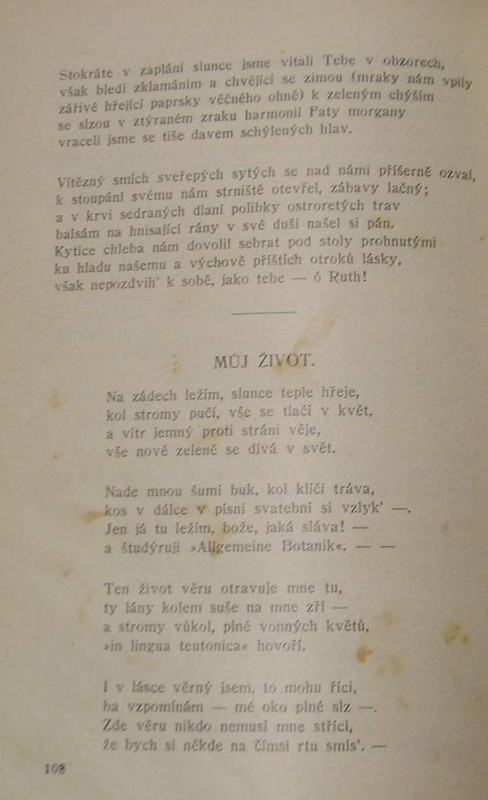 Stokráte v zaplání slunce jsme vítali Tebe v obzorech,
však bledí zklamáním a chvějící se zimou (mraky nám vpily
zářivé hřející paprsky věčného ohně) k zeleným chýším
se slzou v ztýraném zraku harmonií Faty morgany
vraceli jsme se tiše davem schýlených hlav.
Vítězný smích sveřepých sytých se nad námi příšerně ozval,
k stoupání svému nám strniště otevřel, zábavy lačný;
a v krvi sedraných dlaní polibky ostroretých trav
balsám na hnisající rány v své duši našel si pán.
Kytice chleba nám dovolil sebrat pod stoly prohnutými
ku hladu našemu a výchově příštích otroků lásky,
však nepozdvih' k sobě, jako tebe — ó Ruth!
MŮJ ŽIVOT.
Na zádech ležím, slunce teple hřeje,
kol stromy pučí, vše se tlačí v květ,
a vítr jemný proti stráni věje,
vše nově zeleně se dívá v svět.
Nade mnou šumí buk, kol klíčí tráva,
kos v dálce v písni svatební si vzlyk' —.
Jen já tu ležím, bože, jaká sláva! —
a študýruji »Allgemeine Botanik«. — —
Ten život věru otravuje mne tu,
ty lány kolem suše na mne zří —
a stromy vůkol, plné vonných květů,
»in lingua teutonica« hovoří.
I v lásce věrný jsem, to mohu říci,
ba vzpomínám — mé oko plné slz —.
Zde věru nikdo nemusí mne stříci,
že bych si někde na čímsi rtu smls'. —
108